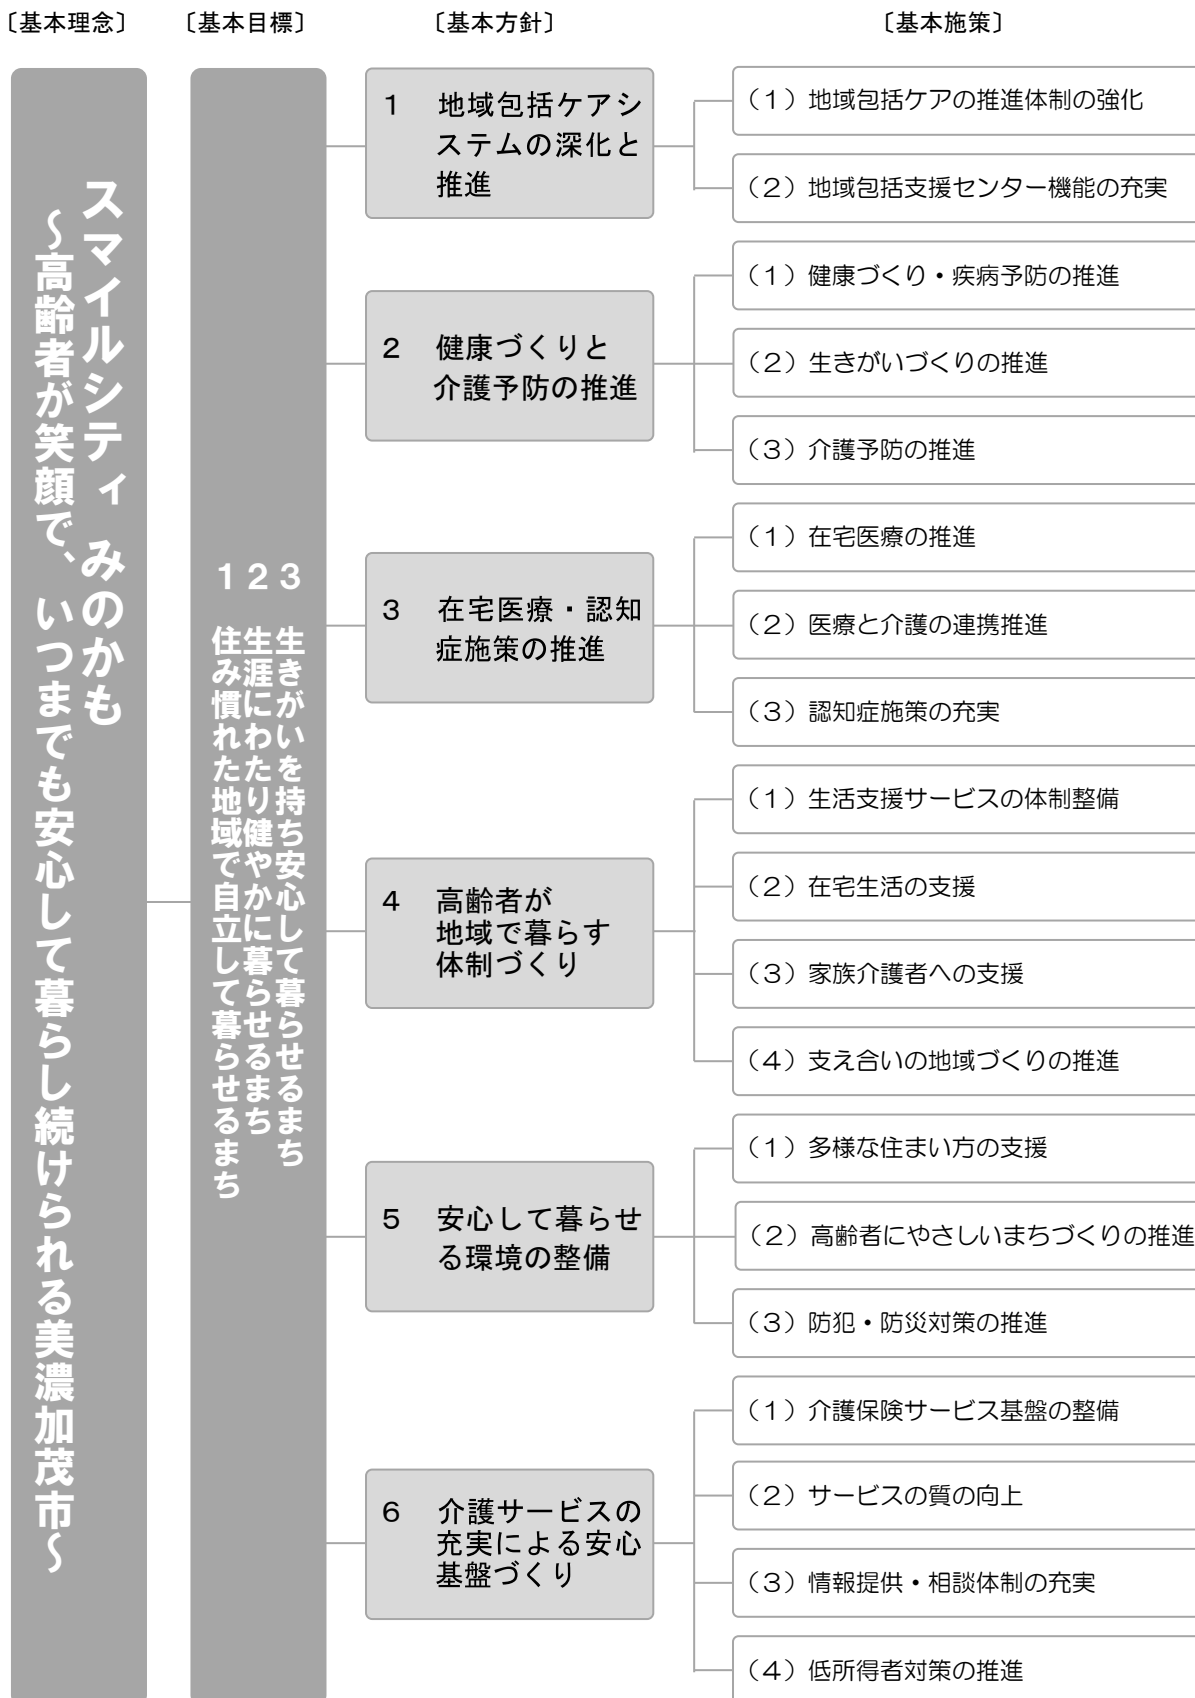 〔基本理念〕
〔基本目標〕
〔基本方針〕
〔基本施策〕
スマイルシティ みのかも
～高齢者が笑顔で、いつまでも安心して暮らし続けられる美濃加茂市～
1 住み慣れた地域で自立して暮らせるまち
2 生涯にわたり健やかに暮らせるまち
3 生きがいを持ち安心して暮らせるまち
1 地域包括ケアシ
ステムの深化と
推進
（1）地域包括ケアの推進体制の強化
（2）地域包括支援センター機能の充実
2 健康づくりと
介護予防の推進
（1）健康づくり・疾病予防の推進
（2）生きがいづくりの推進
（3）介護予防の推進
3 在宅医療・認知
症施策の推進
（1）在宅医療の推進
（2）医療と介護の連携推進
（3）認知症施策の充実
4 高齢者が
地域で暮らす
体制づくり
（1）生活支援サービスの体制整備
（2）在宅生活の支援
（3）家族介護者への支援
（4）支え合いの地域づくりの推進
5 安心して暮らせ
る環境の整備
（1）多様な住まい方の支援
（2）高齢者にやさしいまちづくりの推進
（3）防犯・防災対策の推進
6 介護サービスの
充実による安心
基盤づくり
（1）介護保険サービス基盤の整備
（2）サービスの質の向上
（3）情報提供・相談体制の充実
（4）低所得者対策の推進